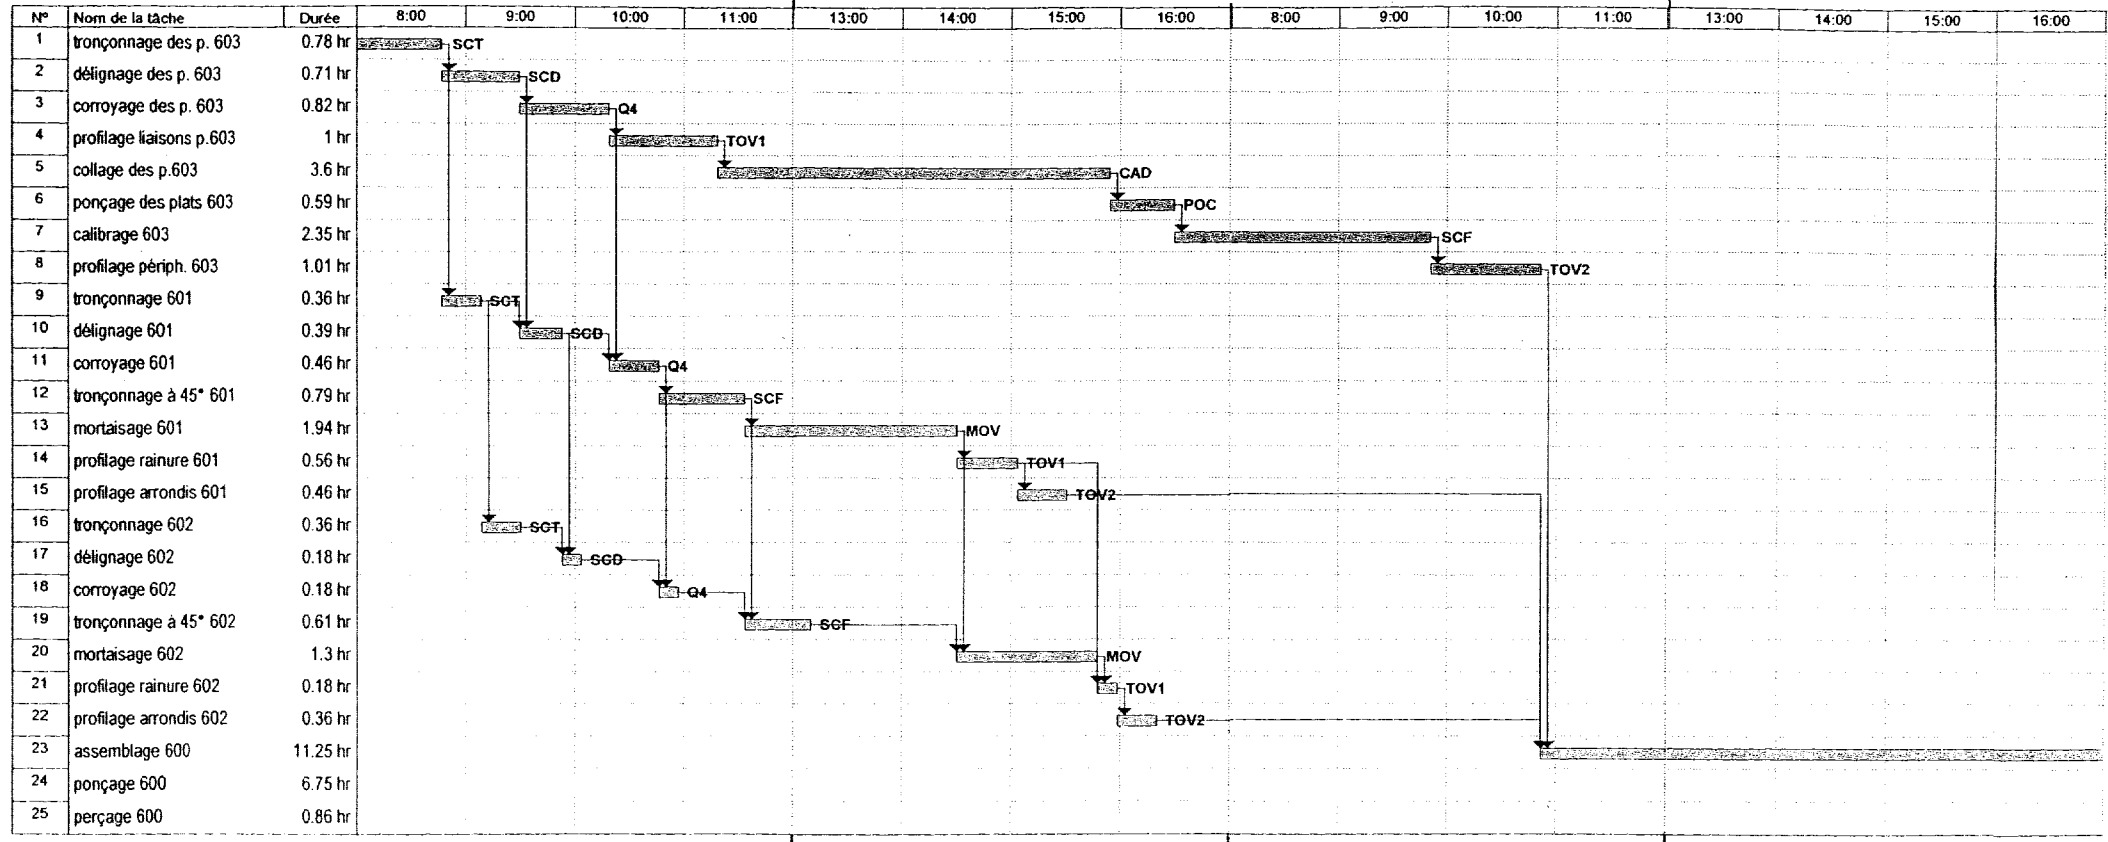 Nº Nom de la tâche Durée 8:00 9:00 10:00 11:00 13:00 14:00 15:00 16:00 8:00 9:00 10:00 11:00 13:00 14:00 15:00 16:00
1 tronçonnage des p. 603 0.78 hr SCT
2 délignage des p. 603 0.71 hr SCD
3 corroyage des p. 603 0.82 hr Q4
4 profilage liaisons p.603 1 hr TOV1
5 collage des p.603 3.6 hr CAD
6 ponçage des plats 603 0.59 hr POC
7 calibrage 603 2.35 hr SCF
8 profilage périph. 603 1.01 hr TOV2
9 tronçonnage 601 0.36 hr SCT
10 délignage 601 0.39 hr SCD
11 corroyage 601 0.46 hr Q4
12 tronçonnage à 45° 601 0.79 hr SCF
13 mortaisage 601 1.94 hr MOV
14 profilage rainure 601 0.56 hr TOV1
15 profilage arrondis 601 0.46 hr TOV2
16 tronçonnage 602 0.36 hr SCT
17 délignage 602 0.18 hr SCD
18 corroyage 602 0.18 hr Q4
19 tronçonnage à 45° 602 0.61 hr SCF
20 mortaisage 602 1.3 hr MOV
21 profilage rainure 602 0.18 hr TOV1
22 profilage arrondis 602 0.36 hr TOV2
23 assemblage 600 11.25 hr
24 ponçage 600 6.75 hr
25 perçage 600 0.86 hr